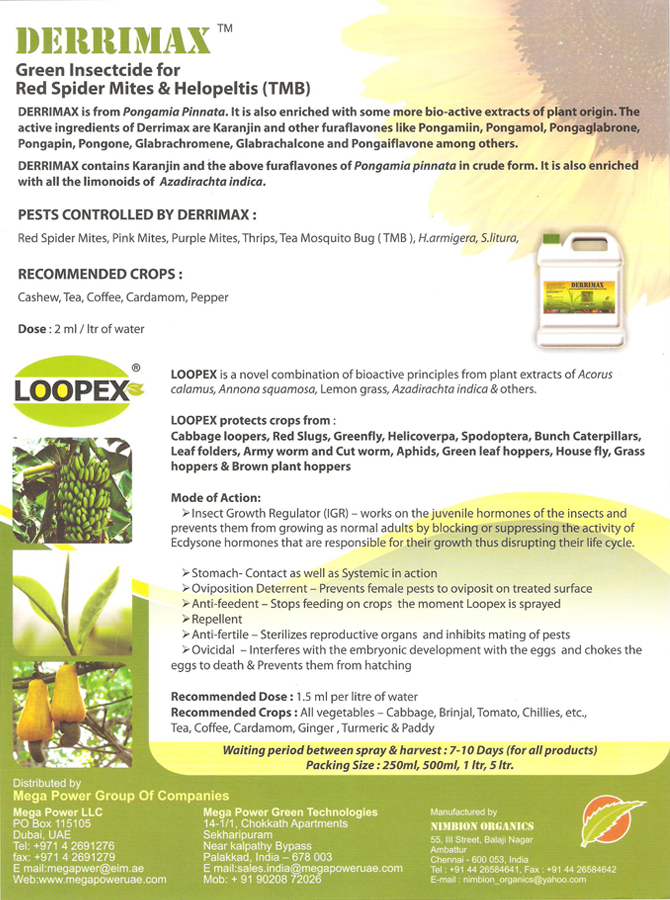 DERRIMAX ™
Green Insectcide for
Red Spider Mites & Helopeltis (TMB)
DERRIMAX is from Pongamia Pinnata. It is also enriched with some more bio-active extracts of plant origin. The
active ingredients of Derrimax are Karanjin and other furaflavones like Pongamiin, Pongamol, Pongaglabrone,
Pongapin, Pongone, Glabrachromene, Glabrachalcone and Pongaiflavone among others.
DERRIMAX contains Karanjin and the above furaflavones of Pongamia pinnata in crude form. It is also enriched
with all the limonoids of Azadirachta indica.
PESTS CONTROLLED BY DERRIMAX :
Red Spider Mites, Pink Mites, Purple Mites, Thrips, Tea Mosquito Bug ( TMB ), H.armigera, S.litura,
RECOMMENDED CROPS :
Cashew, Tea, Coffee, Cardamom, Pepper
Dose : 2 ml / ltr of water
DERRIMAX
LOOPEX ®
LOOPEX is a novel combination of bioactive principles from plant extracts of Acorus
calamus, Annona squamosa, Lemon grass, Azadirachta indica & others.
LOOPEX protects crops from :
Cabbage loopers, Red Slugs, Greenfly, Helicoverpa, Spodoptera, Bunch Caterpillars,
Leaf folders, Army worm and Cut worm, Aphids, Green leaf hoppers, House fly, Grass
hoppers & Brown plant hoppers
Mode of Action:
➢Insect Growth Regulator (IGR) – works on the juvenile hormones of the insects and
prevents them from growing as normal adults by blocking or suppressing the activity of
Ecdysone hormones that are responsible for their growth thus disrupting their life cycle.
➢Stomach- Contact as well as Systemic in action
➢Oviposition Deterrent – Prevents female pests to oviposit on treated surface
➢Anti-feedent – Stops feeding on crops the moment Loopex is sprayed
➢Repellent
➢Anti-fertile – Sterilizes reproductive organs and inhibits mating of pests
➢Ovicidal – Interferes with the embryonic development with the eggs and chokes the
eggs to death & Prevents them from hatching
Recommended Dose : 1.5 ml per litre of water
Recommended Crops : All vegetables – Cabbage, Brinjal, Tomato, Chillies, etc.,
Tea, Coffee, Cardamom, Ginger , Turmeric & Paddy
Waiting period between spray & harvest : 7-10 Days (for all products)
Packing Size : 250ml, 500ml, 1 ltr, 5 ltr.
Distributed by
Mega Power Group Of Companies
Mega Power LLC
PO Box 115105
Dubai, UAE
Tel: +971 4 2691276
fax: +971 4 2691279
E mail:megapwer@eim.ae
Web:www.megapoweruae.com
Mega Power Green Technologies
14-1/1, Chokkath Apartments
Sekharipuram
Near kalpathy Bypass
Palakkad, India – 678 003
E mail:sales.india@megapoweruae.com
Mob: + 91 90208 72026
Manufactured by
NIMBION ORGANICS
55, III Street, Balaji Nagar
Ambattur
Chennai - 600 053, India
Tel : +91 44 26584641, Fax : +91 44 26584642
E-mail : nimbion_organics@yahoo.com